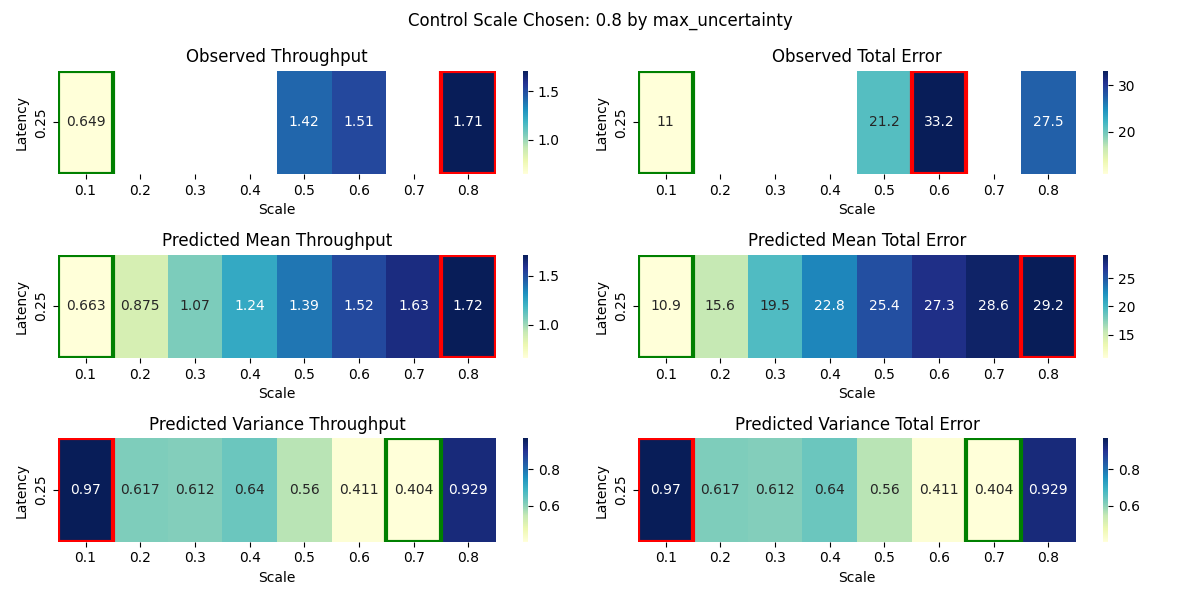 Control Scale Chosen: 0.8 by max_uncertainty
Observed Throughput
Latency
0.25
0.649 1.42 1.51 1.71
0.1 0.2 0.3 0.4 0.5 0.6 0.7 0.8
Scale
1.5
1.0
Observed Total Error
Latency
0.25
11 21.2 33.2 27.5
0.1 0.2 0.3 0.4 0.5 0.6 0.7 0.8
Scale
30
20
Predicted Mean Throughput
Latency
0.25
0.663 0.875 1.07 1.24 1.39 1.52 1.63 1.72
0.1 0.2 0.3 0.4 0.5 0.6 0.7 0.8
Scale
1.5
1.0
Predicted Mean Total Error
Latency
0.25
10.9 15.6 19.5 22.8 25.4 27.3 28.6 29.2
0.1 0.2 0.3 0.4 0.5 0.6 0.7 0.8
Scale
25
20
15
Predicted Variance Throughput
Latency
0.25
0.97 0.617 0.612 0.64 0.56 0.411 0.404 0.929
0.1 0.2 0.3 0.4 0.5 0.6 0.7 0.8
Scale
0.8
0.6
Predicted Variance Total Error
Latency
0.25
0.97 0.617 0.612 0.64 0.56 0.411 0.404 0.929
0.1 0.2 0.3 0.4 0.5 0.6 0.7 0.8
Scale
0.8
0.6